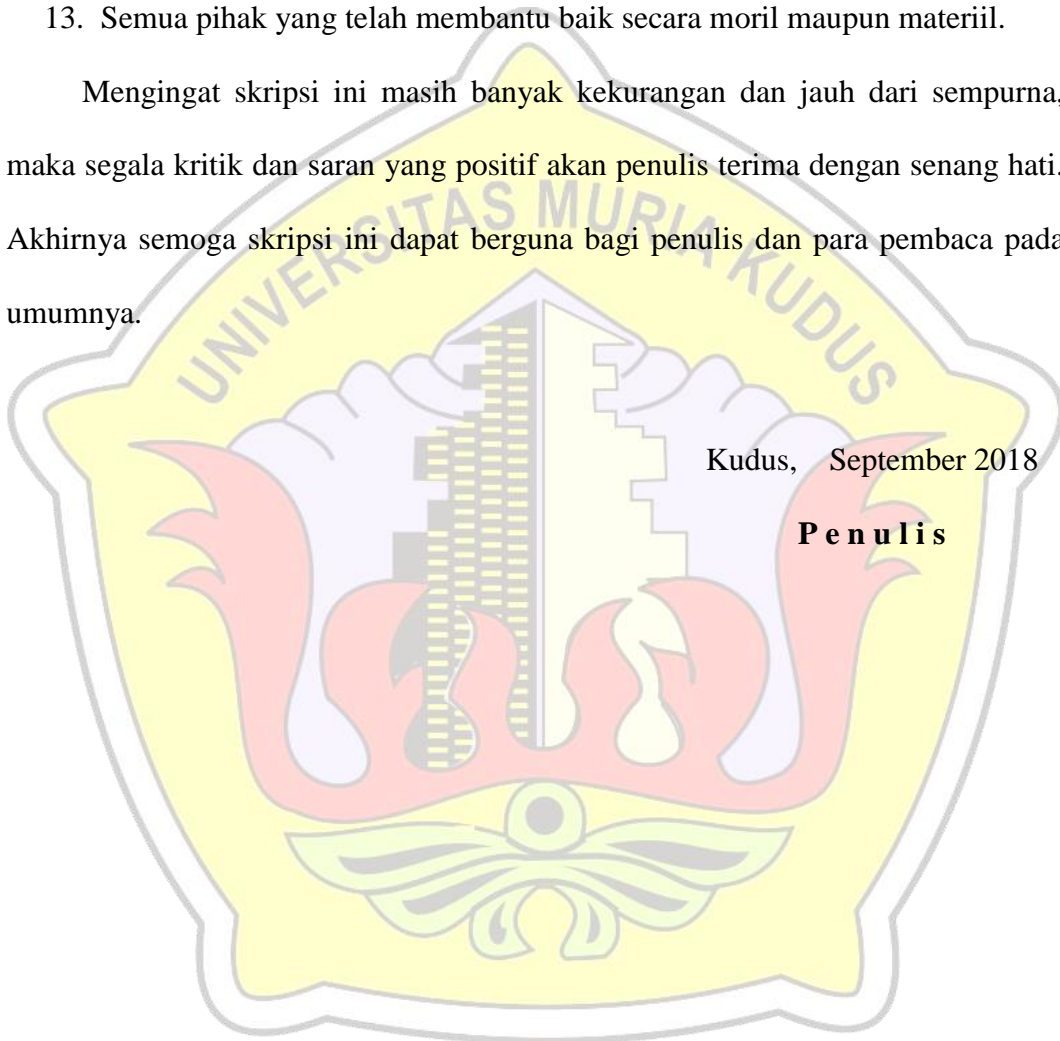 13. Semua pihak yang telah membantu baik secara moril maupun materiil.
Mengingat skripsi ini masih banyak kekurangan dan jauh dari sempurna,
maka segala kritik dan saran yang positif akan penulis terima dengan senang hati.
Akhirnya semoga skripsi ini dapat berguna bagi penulis dan para pembaca pada
umumnya.
UNIVERSITAS MURIA KUDUS
Kudus, September 2018
P e n u l i s